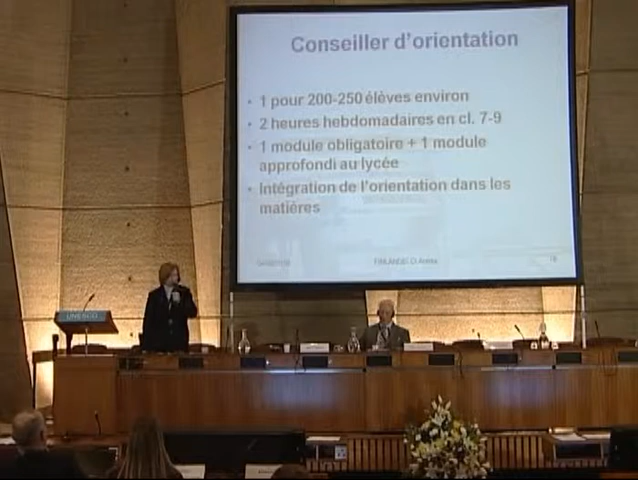 Conseiller d'orientation
• 1 pour 200-250 élèves environ
• 2 heures hebdomadaires en cl. 7-9
• 1 module obligatoire + 1 module
approfondi au lycée
• Intégration de l'orientation dans les
matières
UNESCO